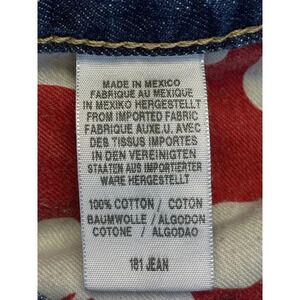 MADE IN MEXICO
FABRIQUE AU MEXIQUE
IN MEXIKO HERGESTELLT
FROM IMPORTED FABRIC
FABRIQUE AUX E.U. AVEC
DES TISSUS IMPORTES
IN DEN VEREINIGTEN
STAATEN AUS IMPORTIERTER
WARE HERGESTELLT
100% COTTON / COTON
BAUMWOLLE / ALGODON
COTONE / ALGODAO
181 JEAN